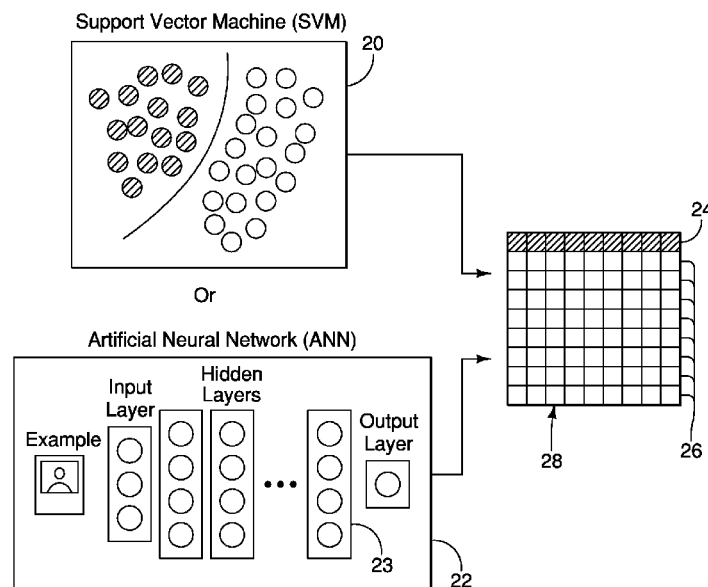 Support Vector Machine (SVM)
20
24
Or
Artificial Neural Network (ANN)
Input
Layer
Hidden
Layers
Example
Output
Layer
28
26
23
22